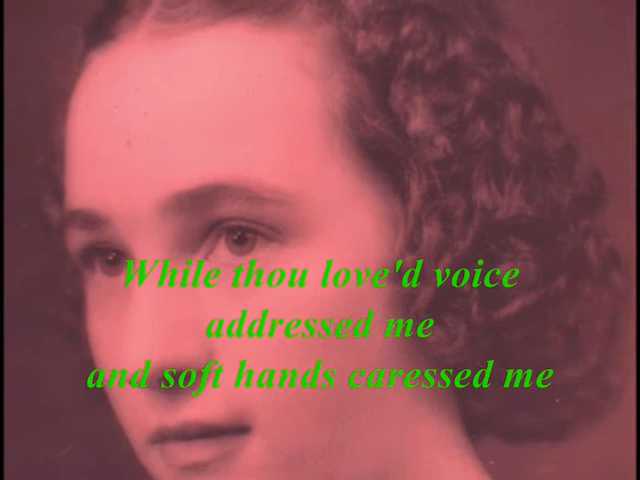 While thou love'd voice
addressed me
and soft hands caressed me